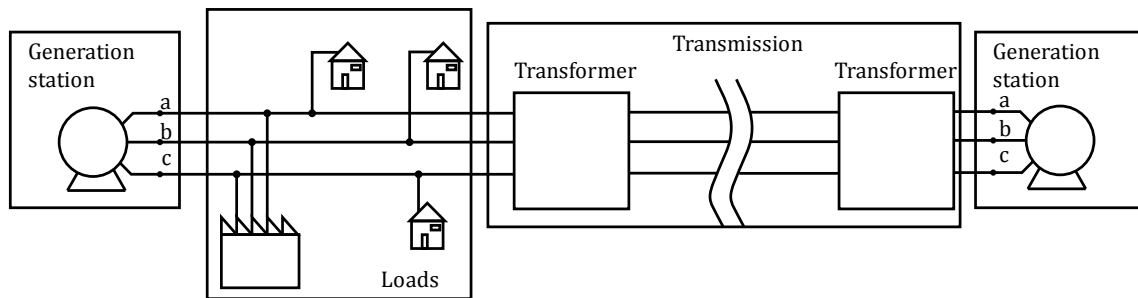 Generation
station
a
b
c
Loads
Transmission
Transformer
Transformer
Generation
station
a
b
c